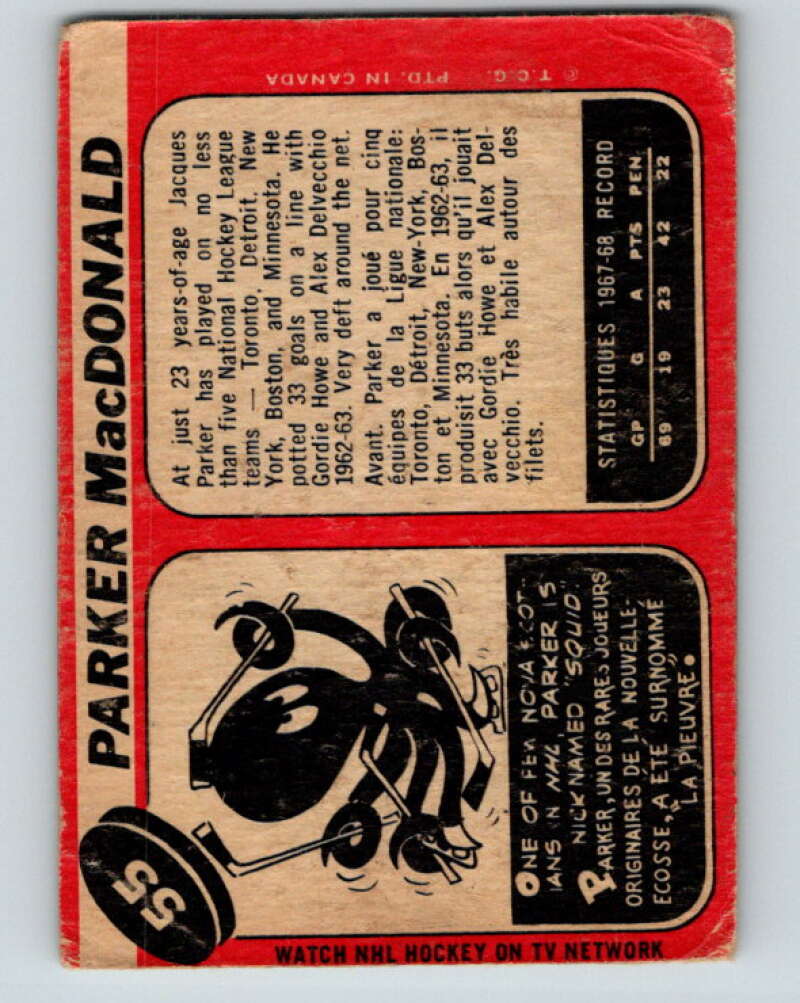 55
PARKER MacDONALD
ONE OF FEW NOVA SCOT-
IANS IN NHL, PARKER IS
NICKNAMED "SQUID."
PARKER, UN DES RARES JOUEURS
ORIGINAIRES DE LA NOUVELLE-
ECOSSE, A ÉTÉ SURNOMMÉ
"LA PIEUVRE."
At just 23 years-of-age Jacques
Parker has played on no less
than five National Hockey League
teams — Toronto, Detroit, New
York, Boston, and Minnesota. He
potted 33 goals on a line with
Gordie Howe and Alex Delvecchio
1962-63. Very deft around the net.
Avant. Parker a joué pour cinq
équipes de la Ligue nationale:
Toronto, Détroit, New-York, Bos-
ton et Minnesota. En 1962-63, il
produisit 33 buts alors qu'il jouait
avec Gordie Howe et Alex Del-
vecchio. Très habile autour des
filets.
STATISTIQUES 1967-68 RECORD
GP G A PTS PEN
69 19 23 42 22
WATCH NHL HOCKEY ON TV NETWORK
© T.C.G. PTD. IN CANADA